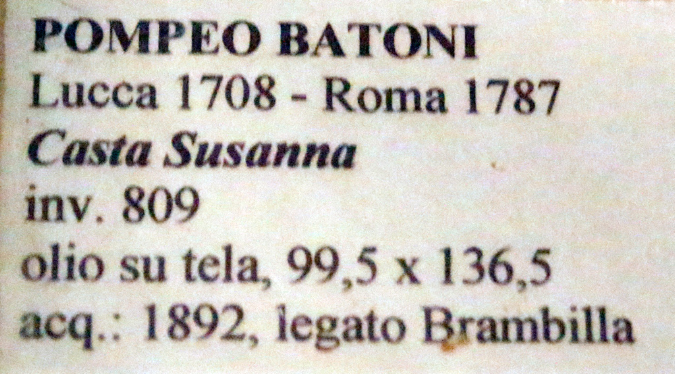 POMPEO BATONI
Lucca 1708 - Roma 1787
Casta Susanna
inv. 809
olio su tela, 99,5 x 136,5
acq.: 1892, legato Brambilla